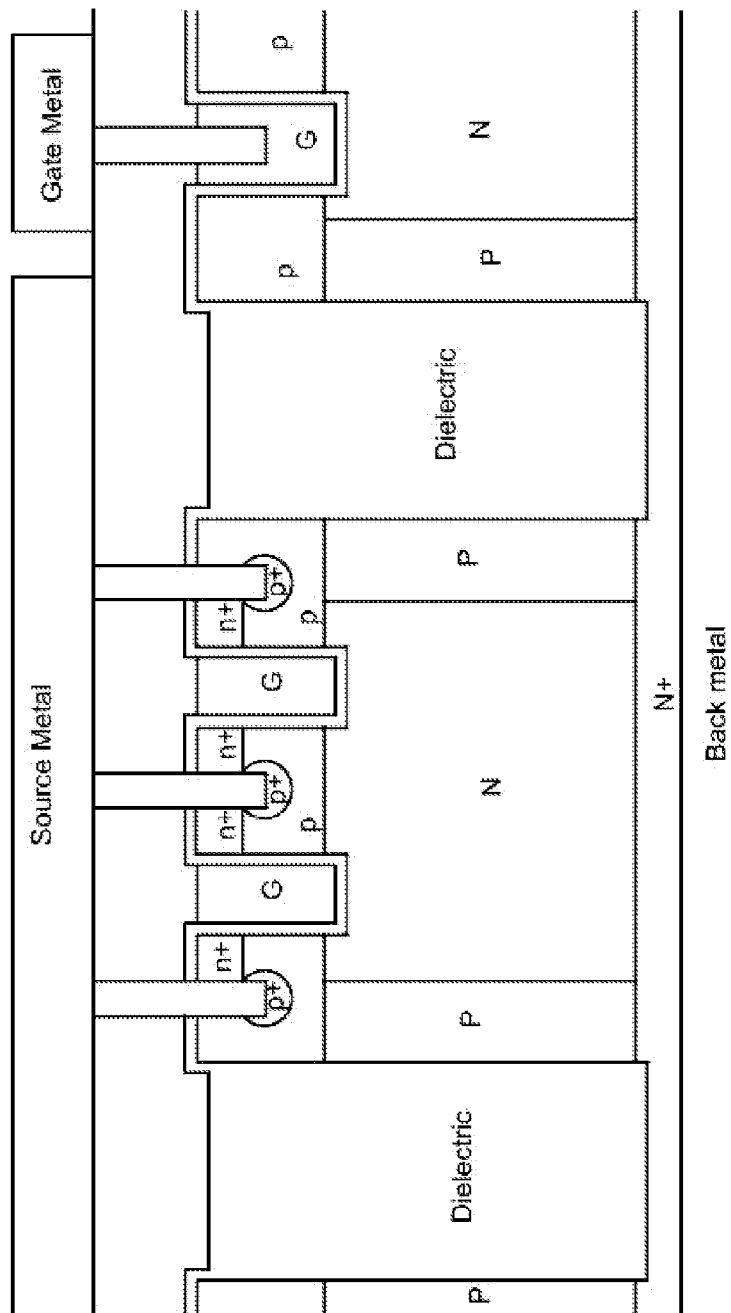 Source Metal
Gate Metal
n+
n+
n+
n+
p+
G
p+
G
p+
p
G
p
p
p
P
Dielectric
P
N
P
Dielectric
P
N
N+
Back metal